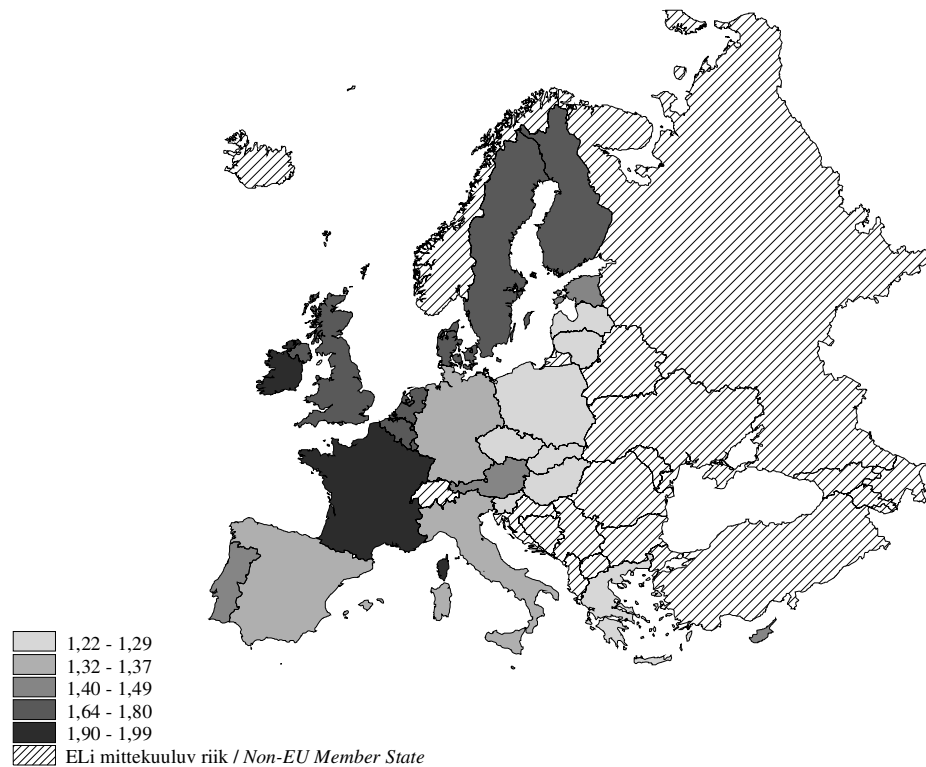 1,22 - 1,29
1,32 - 1,37
1,40 - 1,49
1,64 - 1,80
1,90 - 1,99
ELi mittekuuluv riik / Non-EU Member State